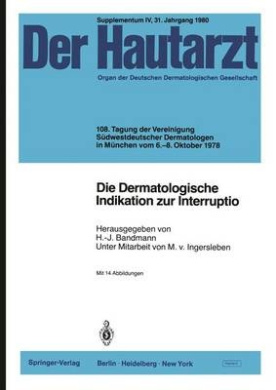 Supplementum IV, 31. Jahrgang 1980
Der Hautarzt
Organ der Deutschen Dermatologischen Gesellschaft
108. Tagung der Vereinigung
Südwestdeutscher Dermatologen
in München vom 6.–8. Oktober 1978
Die Dermatologische
Indikation zur Interruptio
Herausgegeben von
H.-J. Bandmann
Unter Mitarbeit von M. v. Ingersleben
Mit 14 Abbildungen
Springer-Verlag Berlin · Heidelberg · New York